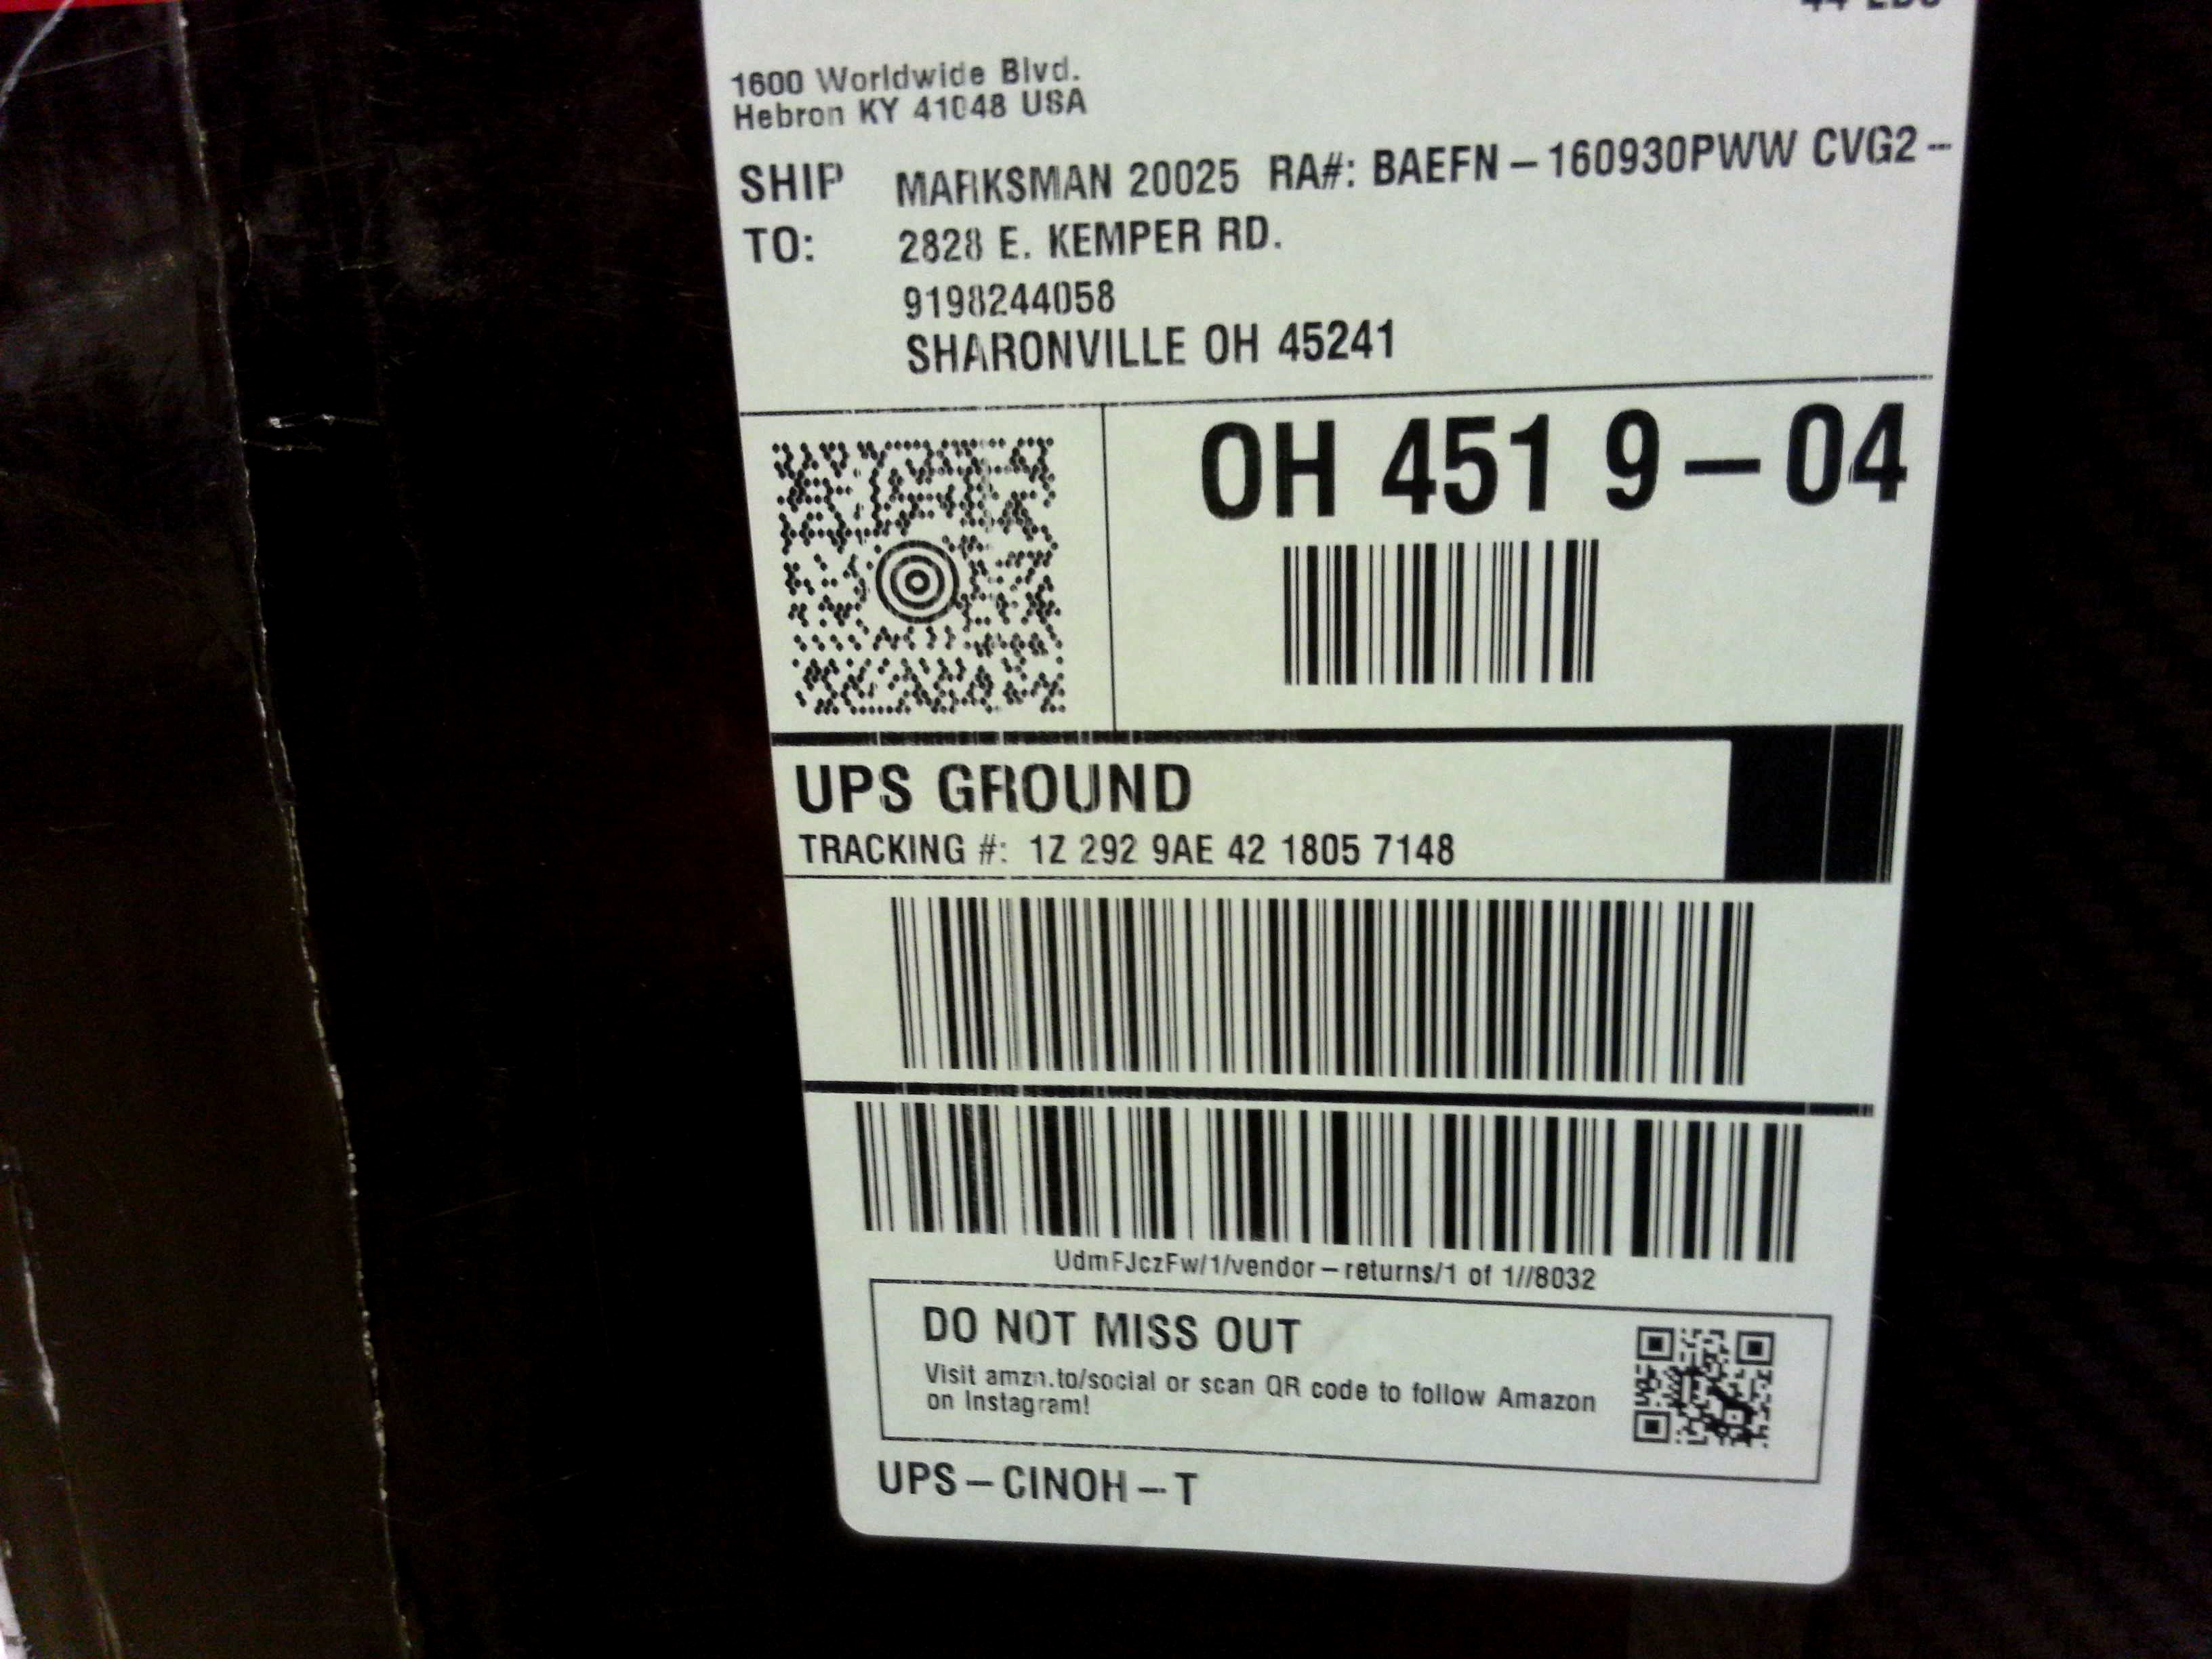 44 LBS
1600 Worldwide Blvd.
Hebron KY 41048 USA
SHIP MARKSMAN 20025 RA#: BAEFN – 160930PWW CVG2 –
TO: 2828 E. KEMPER RD.
9198244058
SHARONVILLE OH 45241
OH 451 9 – 04
UPS GROUND
TRACKING #: 1Z 292 9AE 42 1805 7148
UdmFJczFw/1/vendor – returns/1 of 1//8032
DO NOT MISS OUT
Visit amzn.to/social or scan QR code to follow Amazon
on Instagram!
UPS – CINOH – T